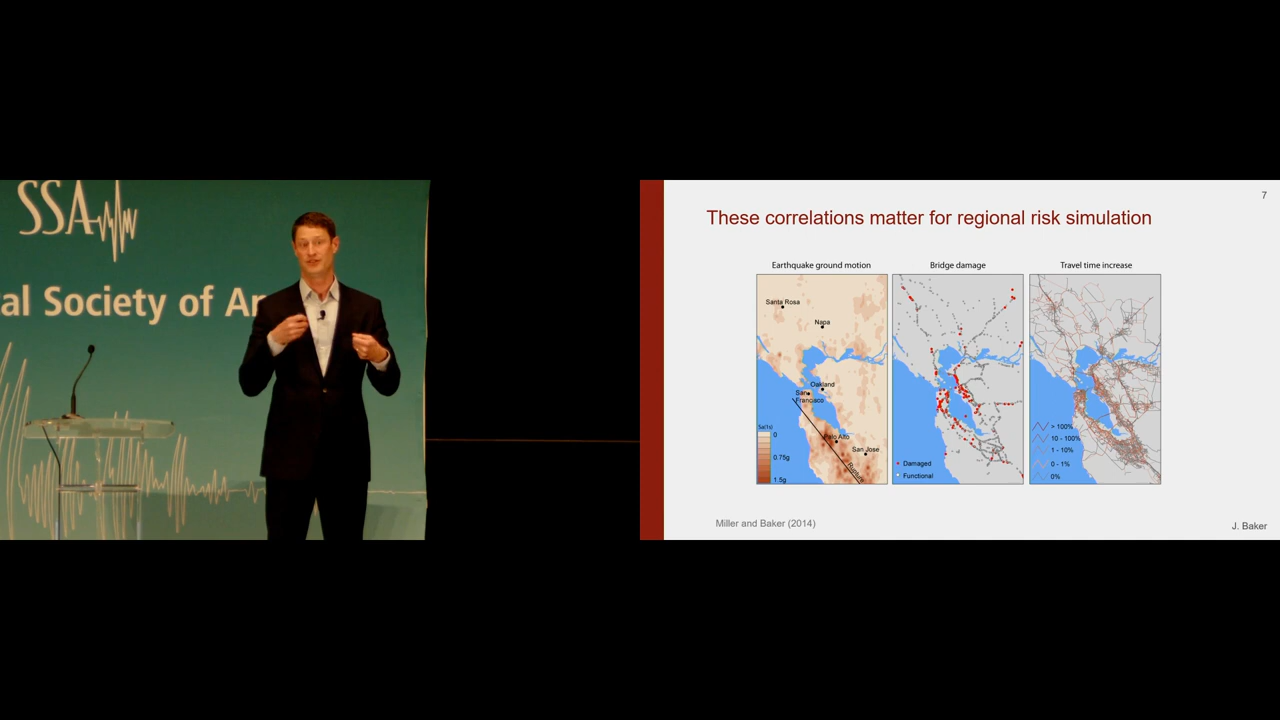 SSA
al Society of A
7
These correlations matter for regional risk simulation
Earthquake ground motion
Bridge damage
Travel time increase
Santa Rosa
Napa
Oakland
San
Francisco
Palo Alto
San Jose
Rupture
Sa(1s)
0
0.75g
1.5g
Damaged
Functional
> 100%
10 - 100%
1 - 10%
0 - 1%
0%
Miller and Baker (2014)
J. Baker